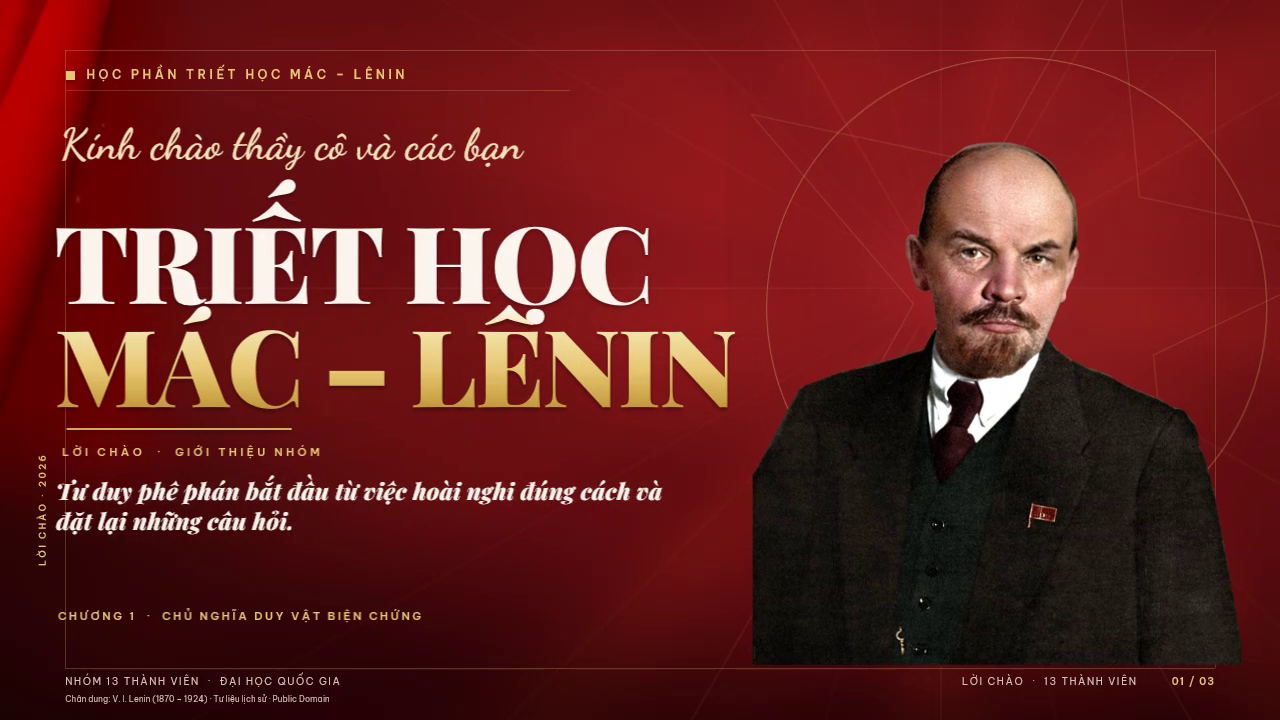 HỌC PHẦN TRIẾT HỌC MÁC – LÊNIN
Kính chào thầy cô và các bạn
TRIẾT HỌC
MÁC – LÊNIN
LỜI CHÀO · GIỚI THIỆU NHÓM
Tư duy phê phán bắt đầu từ việc hoài nghi đúng cách và
đặt lại những câu hỏi.
LỜI CHÀO · 2026
CHƯƠNG 1 · CHỦ NGHĨA DUY VẬT BIỆN CHỨNG
NHÓM 13 THÀNH VIÊN · ĐẠI HỌC QUỐC GIA
Chân dung: V. I. Lenin (1870 – 1924) · Tư liệu lịch sử · Public Domain
LỜI CHÀO · 13 THÀNH VIÊN 01 / 03